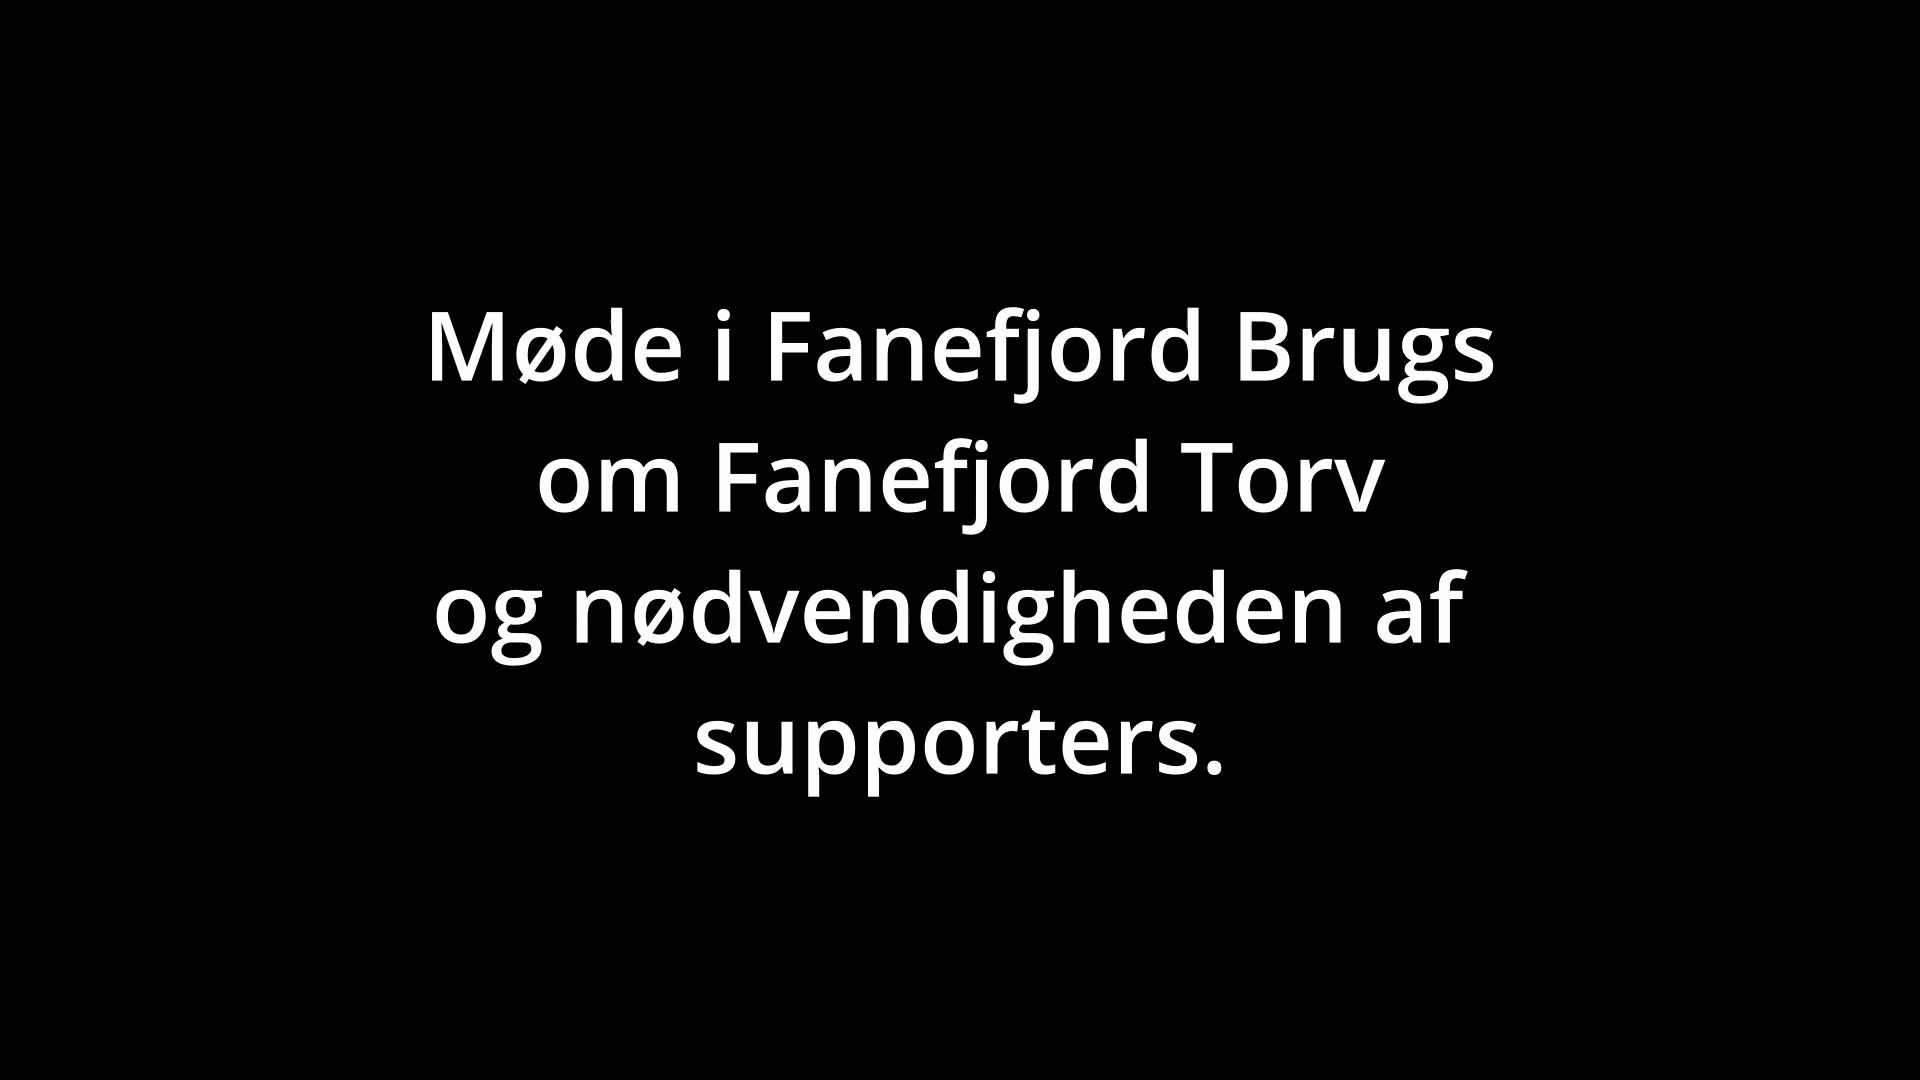 Møde i Fanefjord Brugs
om Fanefjord Torv
og nødvendigheden af
supporters.